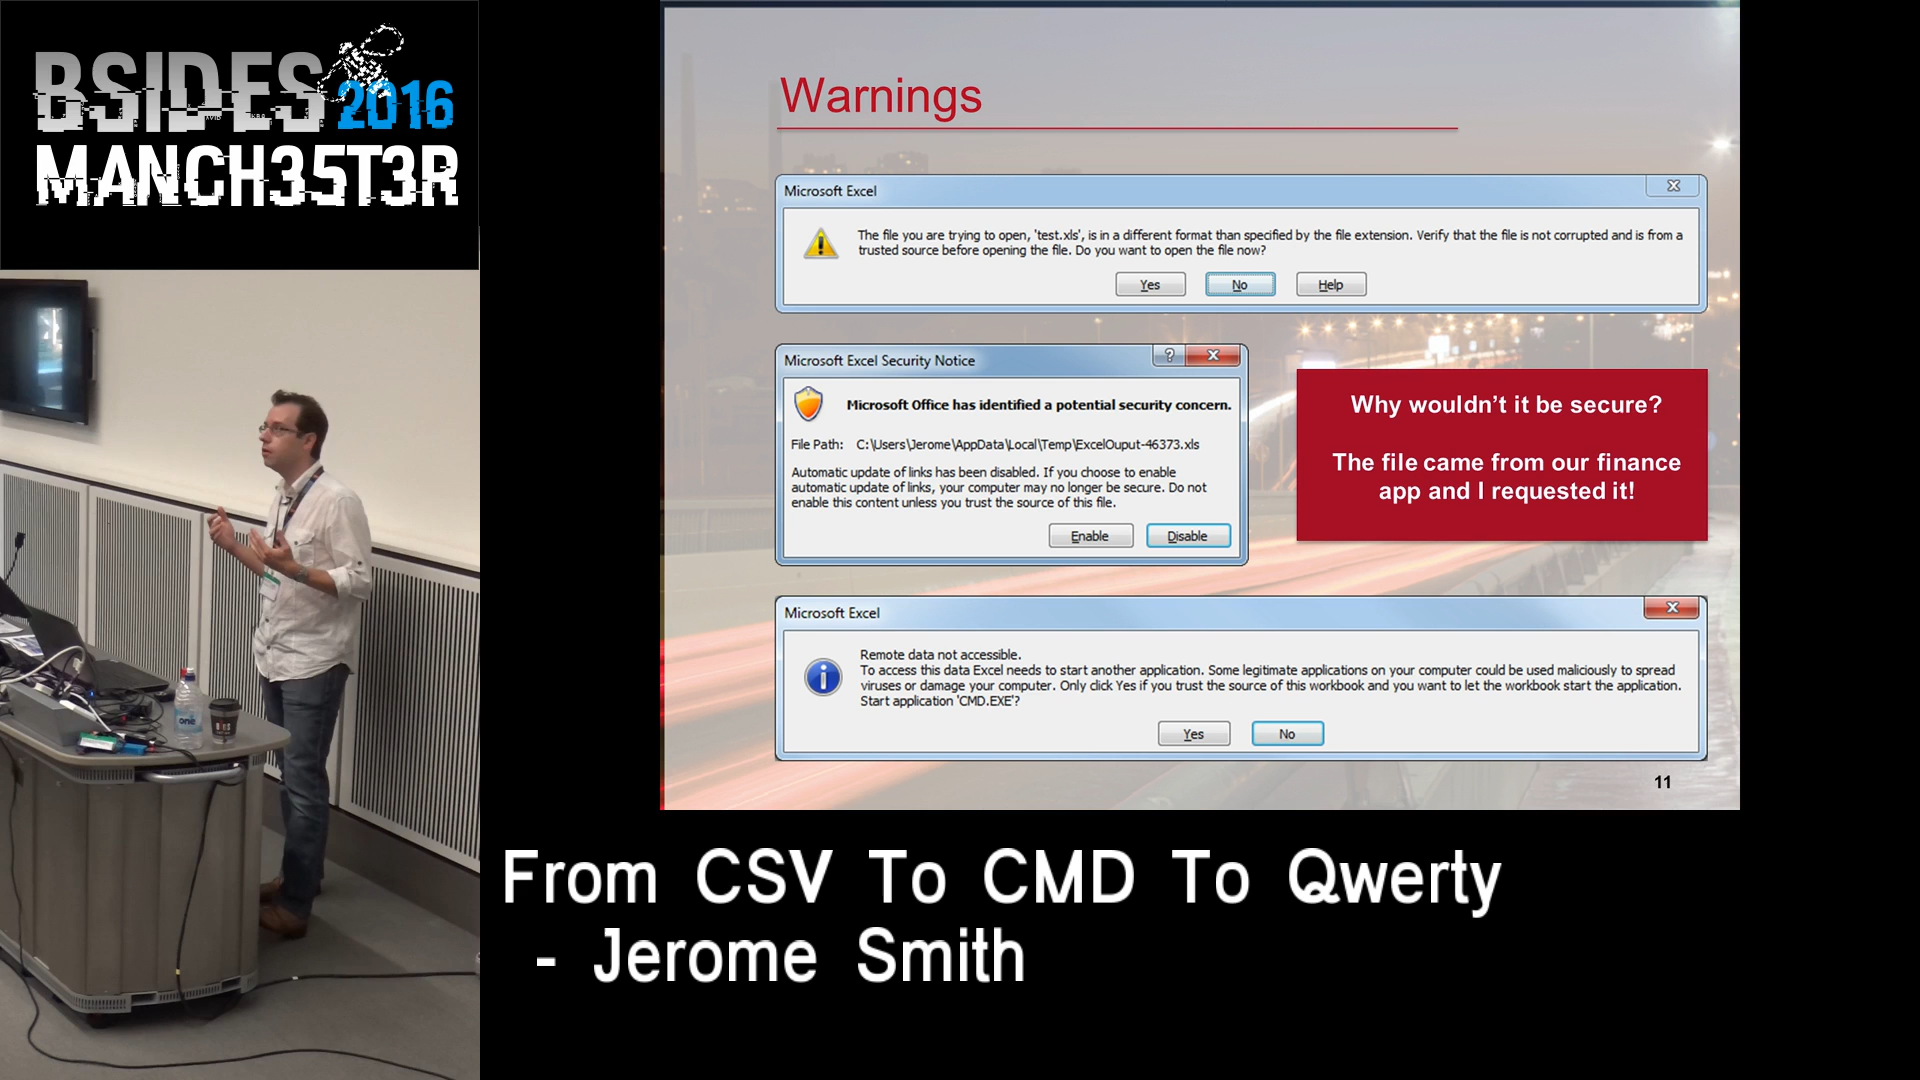 BSIDES 2016
MANCH35T3R
Warnings
Microsoft Excel
The file you are trying to open, 'test.xls', is in a different format than specified by the file extension. Verify that the file is not corrupted and is from a
trusted source before opening the file. Do you want to open the file now?
Yes
No
Help
Microsoft Excel Security Notice
?
Microsoft Office has identified a potential security concern.
File Path: C:\Users\Jerome\AppData\Local\Temp\ExcelOuput-46373.xls
Automatic update of links has been disabled. If you choose to enable
automatic update of links, your computer may no longer be secure. Do not
enable this content unless you trust the source of this file.
Enable
Disable
Why wouldn't it be secure?
The file came from our finance
app and I requested it!
Microsoft Excel
Remote data not accessible.
To access this data Excel needs to start another application. Some legitimate applications on your computer could be used maliciously to spread
viruses or damage your computer. Only click Yes if you trust the source of this workbook and you want to let the workbook start the application.
Start application 'CMD.EXE'?
Yes
No
11
one
From CSV To CMD To Qwerty
- Jerome Smith